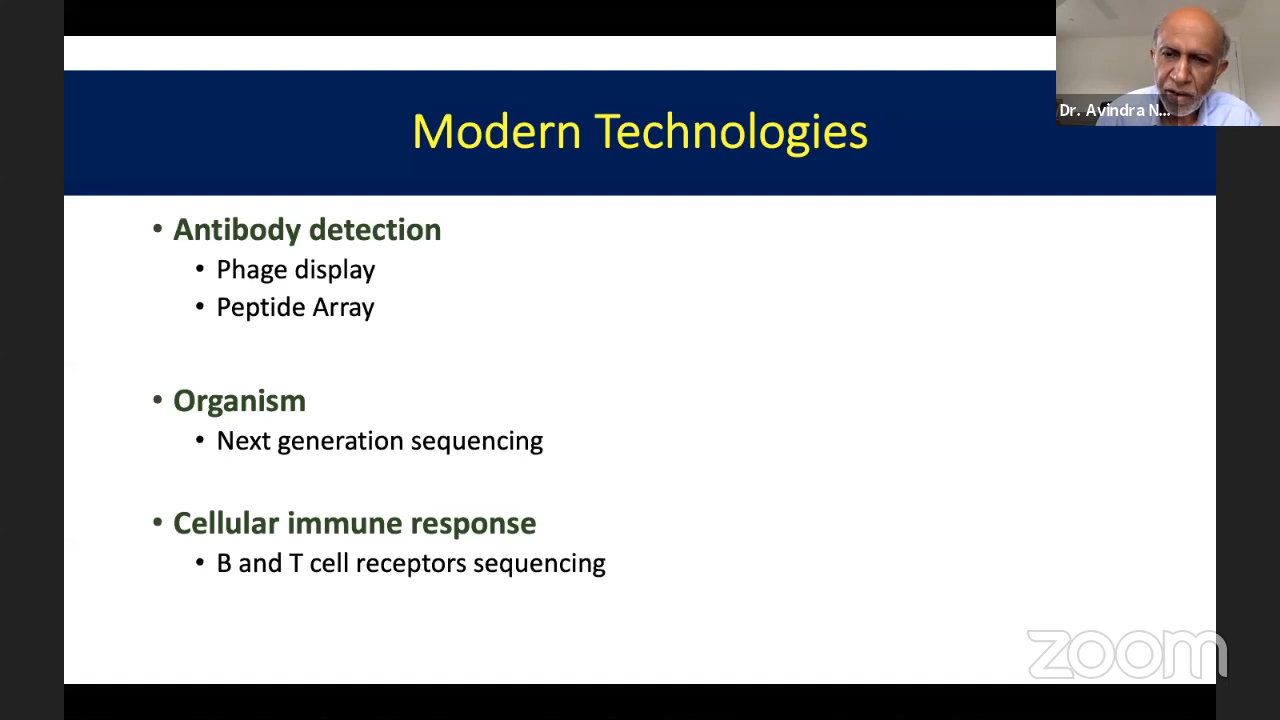 Modern Technologies
Dr. Avindra N...
• Antibody detection
• Phage display
• Peptide Array
• Organism
• Next generation sequencing
• Cellular immune response
• B and T cell receptors sequencing
zoom